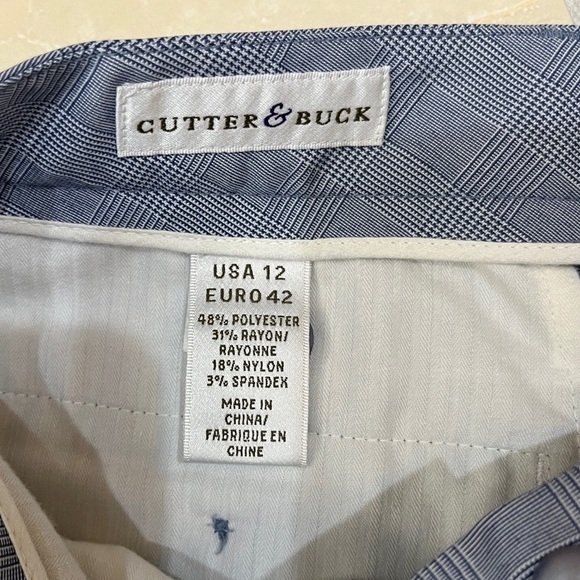 CUTTER & BUCK
USA 12
EURO 42
48% POLYESTER
31% RAYON/
RAYONNE
18% NYLON
3% SPANDEX
MADE IN
CHINA/
FABRIQUE EN
CHINE